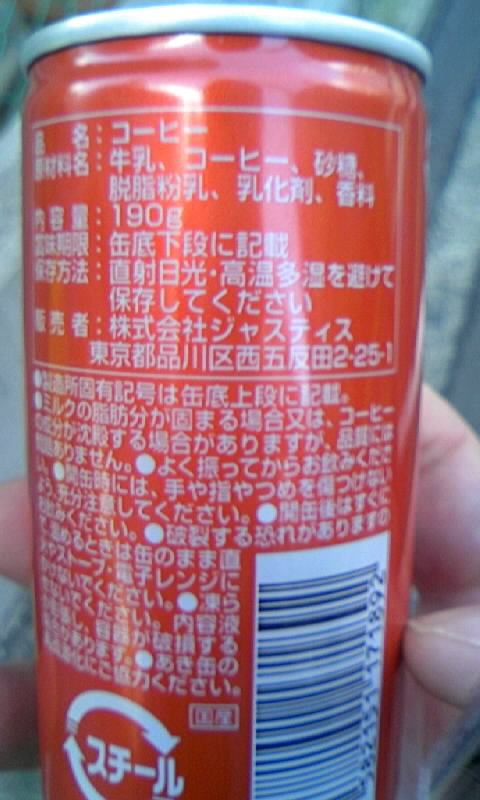 品 名：コーヒー
原材料名：牛乳、コーヒー、砂糖、
脱脂粉乳、乳化剤、香料
内容量：190g
賞味期限：缶底下段に記載
保存方法：直射日光・高温多湿を避けて
保存してください
販売者：株式会社ジャスティス
東京都品川区西五反田2-25-1
●製造所固有記号は缶底上段に記載。
●ミルクの脂肪分が固まる場合又は、コーヒー
の成分が沈殿する場合がありますが、品質には
問題ありません。●よく振ってからお飲みくださ
い。●開缶時には、手や指やつめを傷つけない
よう充分注意してください。●開缶後はすぐに
お飲みください。●破裂する恐れがありますの
で、温めるときは缶のまま直
火やストーブ・電子レンジに
かけないでください。●凍ら
せないでください。内容液
が膨張し、容器が破損する
場合があります。●あき缶の
散乱防止にご協力ください。
国産
スチール